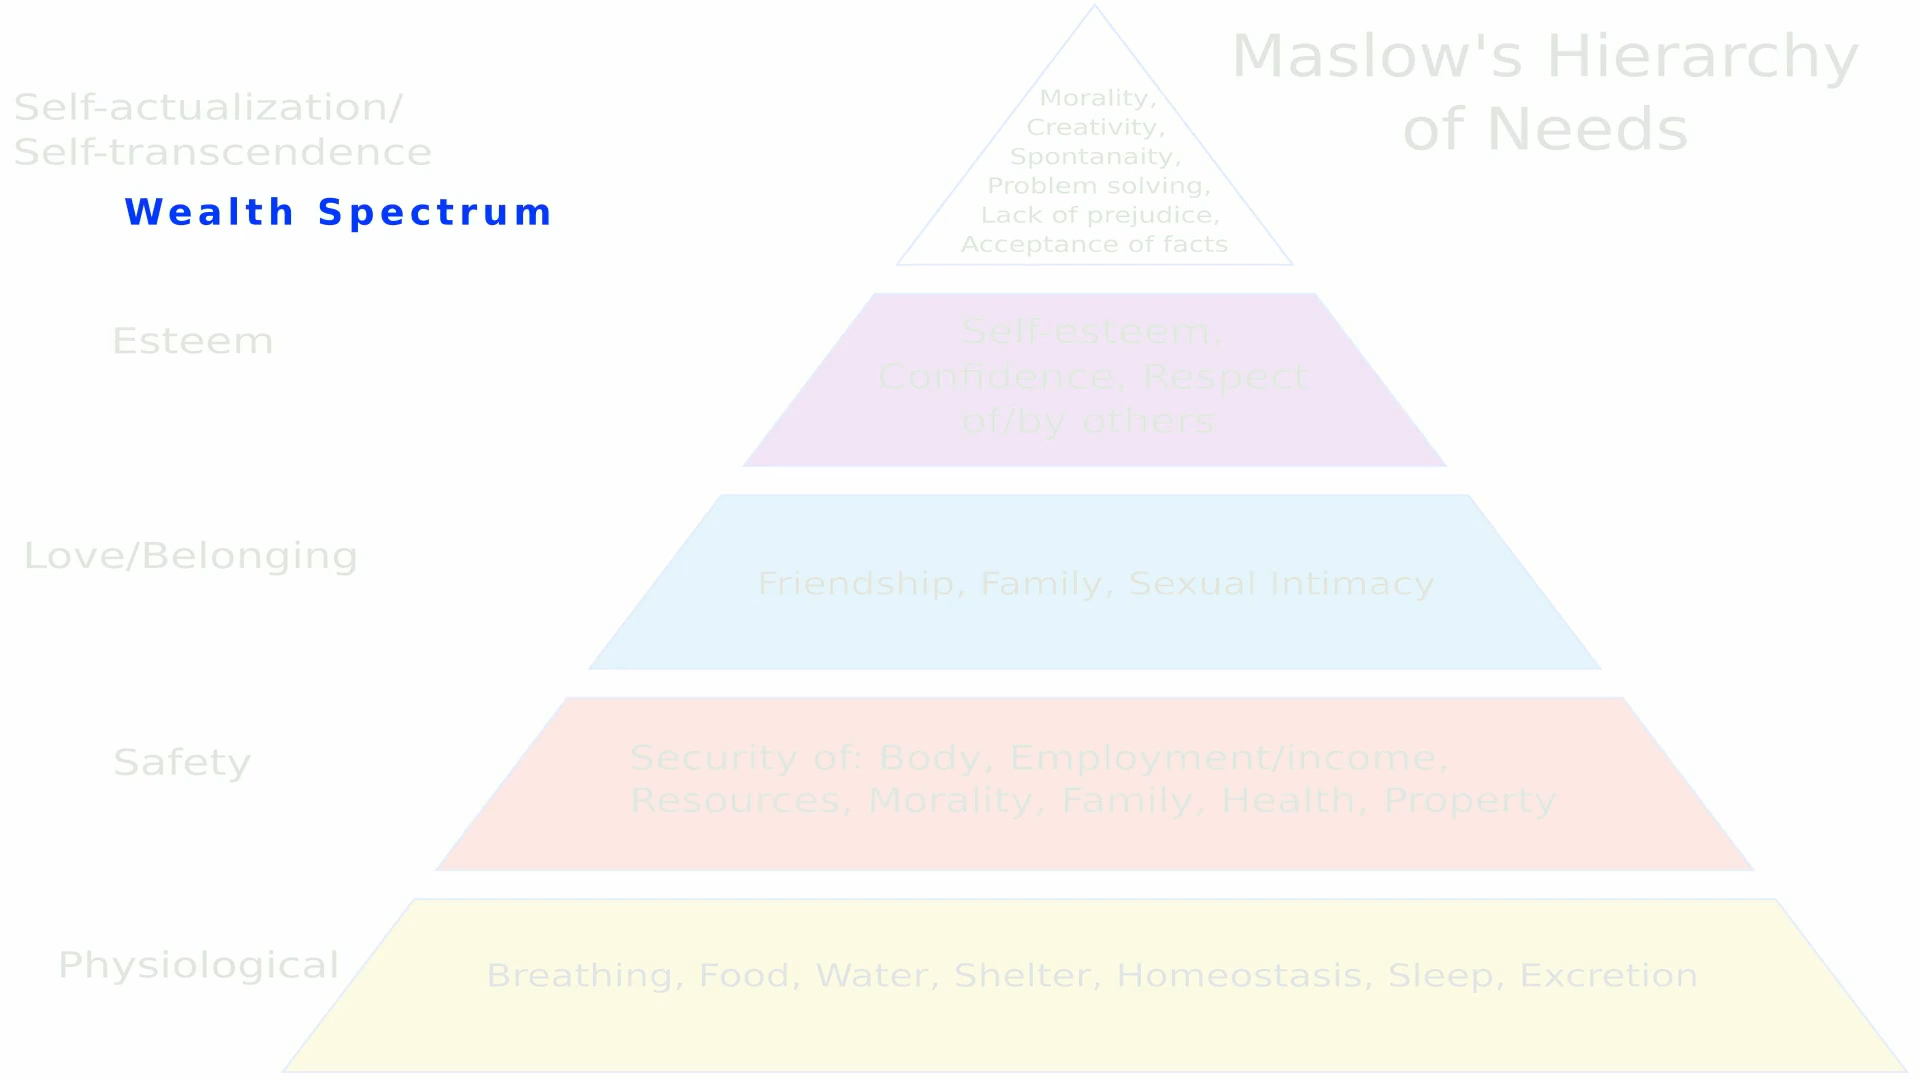 Maslow's Hierarchy
of Needs
Self-actualization/
Self-transcendence
Morality,
Creativity,
Spontanaity,
Problem solving,
Lack of prejudice,
Acceptance of facts
Wealth Spectrum
Esteem
Self-esteem,
Confidence, Respect
of/by others
Love/Belonging
Friendship, Family, Sexual Intimacy
Safety
Security of: Body, Employment/income,
Resources, Morality, Family, Health, Property
Physiological
Breathing, Food, Water, Shelter, Homeostasis, Sleep, Excretion